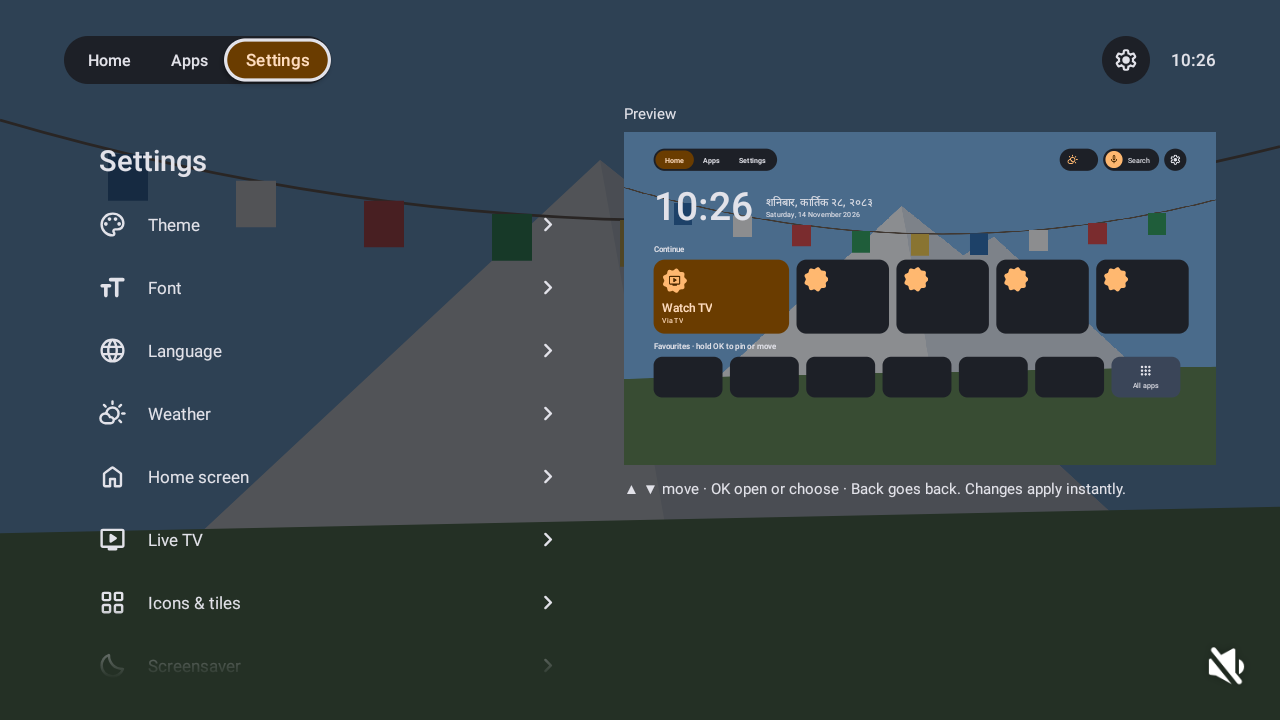 Home Apps Settings
10:26
Preview
Settings
Theme
Font
Language
Weather
Home screen
Live TV
Icons & tiles
Screensaver
Home Apps Settings
Search
10:26
शनिबार, कार्तिक २८, २०८३
Saturday, 14 November 2026
Continue
Watch TV
Via TV
Favourites · hold OK to pin or move
All apps
▲ ▼ move · OK open or choose · Back goes back. Changes apply instantly.